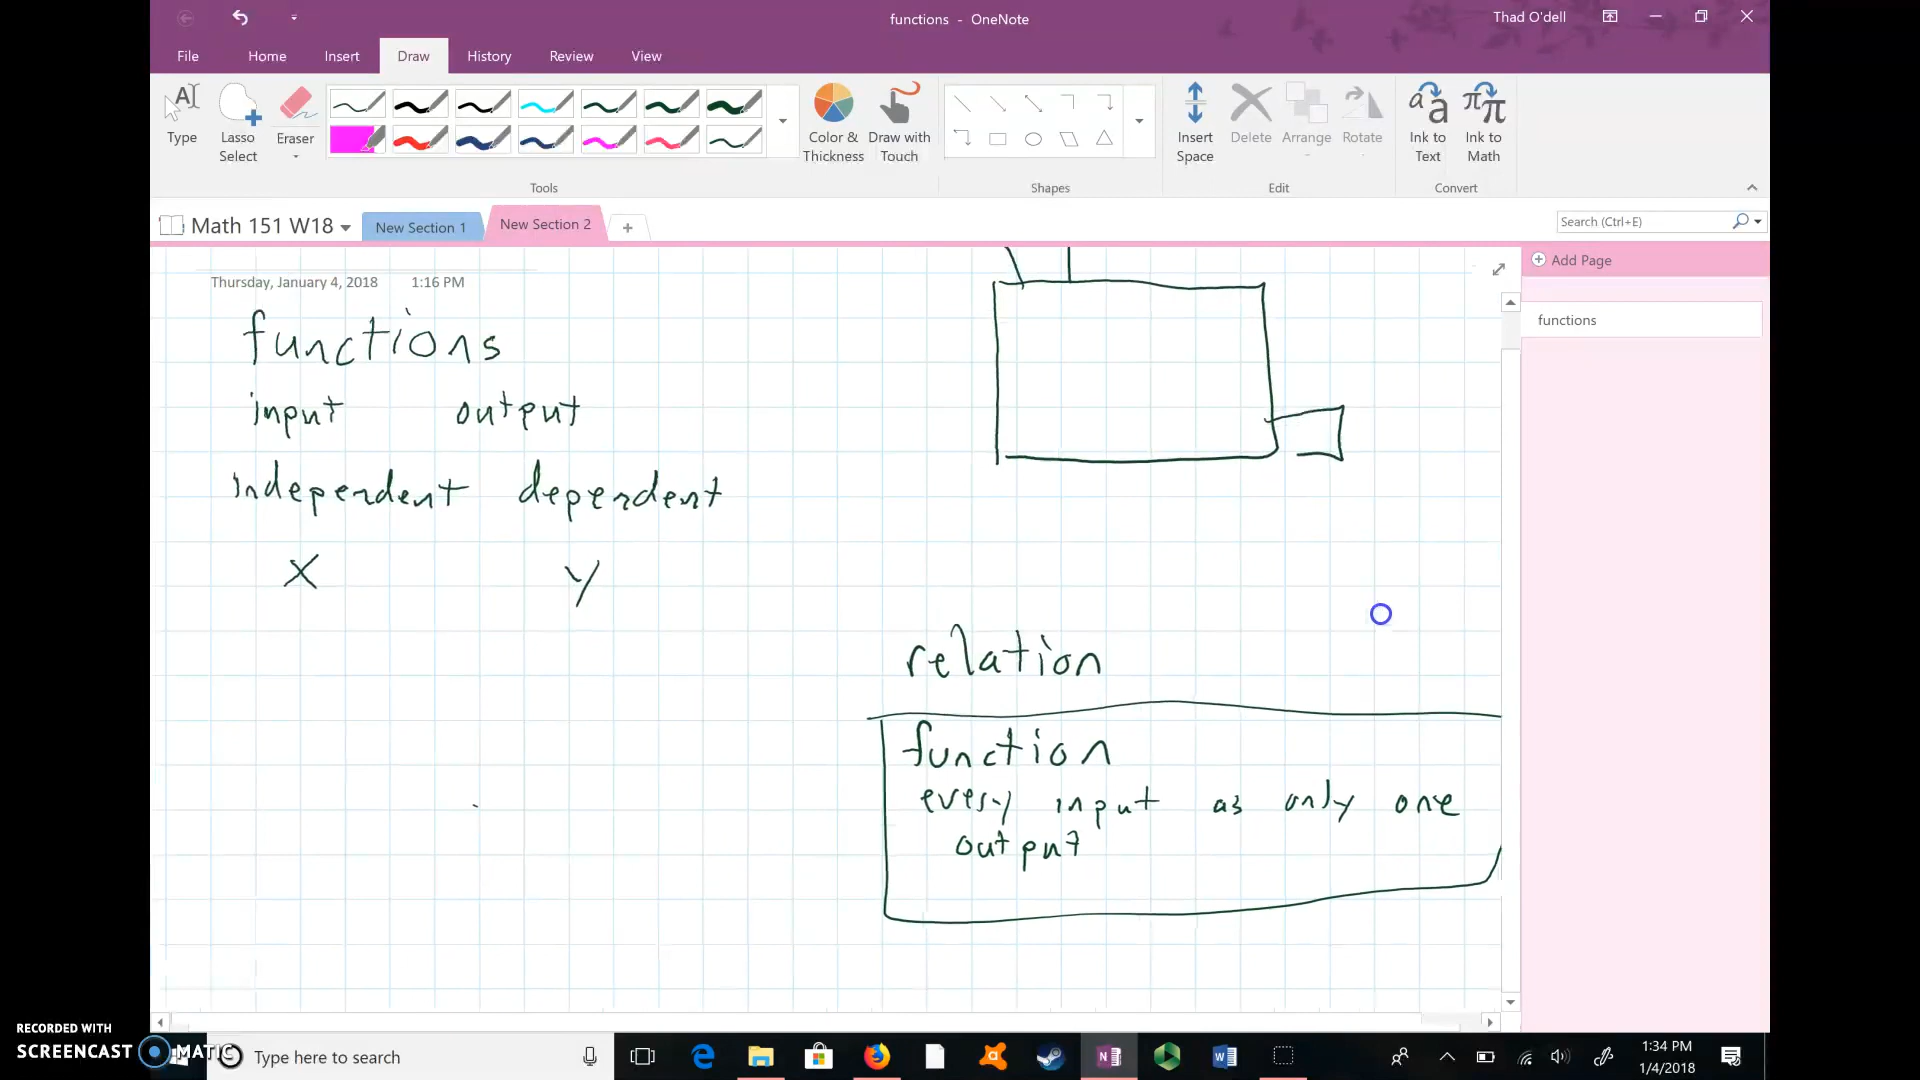 functions - OneNote
Thad O'dell
File Home Insert Draw History Review View
Type
Lasso Select
Eraser
Color & Thickness
Draw with Touch
Insert Space
Delete
Arrange
Rotate
Ink to Text
Ink to Math
Tools Shapes Edit Convert
Math 151 W18
New Section 1
New Section 2
Search (Ctrl+E)
Add Page
functions
Thursday, January 4, 2018 1:16 PM
functions
input output
independent dependent
x y
relation
function
every input as only one
output
RECORDED WITH
SCREENCAST MATIC
Type here to search
1:34 PM
1/4/2018